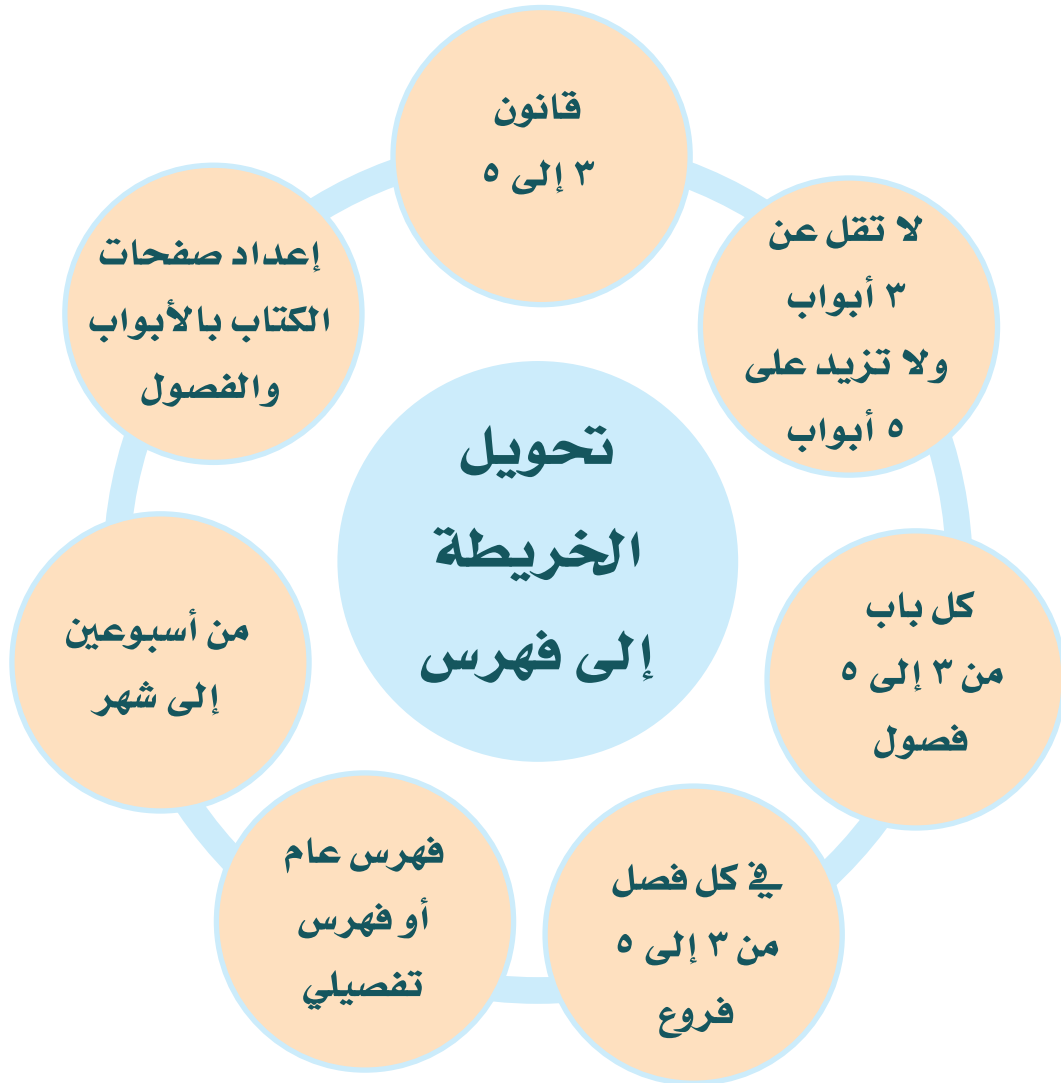 قانون
٣ إلى ٥
لا تقل عن
٣ أبواب
ولا تزيد على
٥ أبواب
كل باب
من ٣ إلى ٥
فصول
في كل فصل
من ٣ إلى ٥
فروع
فهرس عام
أو فهرس
تفصيلي
من أسبوعين
إلى شهر
إعداد صفحات
الكتاب بالأبواب
والفصول
تحويل
الخريطة
إلى فهرس